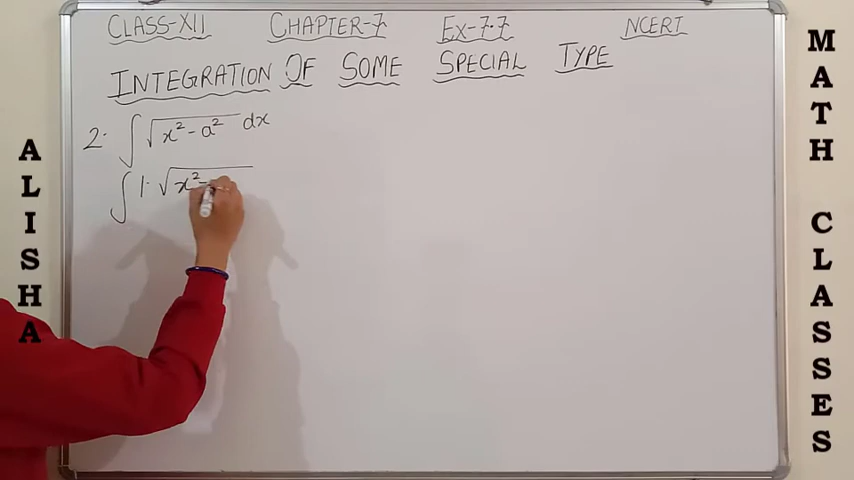 CLASS-XII CHAPTER-7 EX-7.7 NCERT
INTEGRATION OF SOME SPECIAL TYPE
2. ∫ √(x² - a²) dx
∫ 1. √(x² -
ALISHA
MATH CLASSES